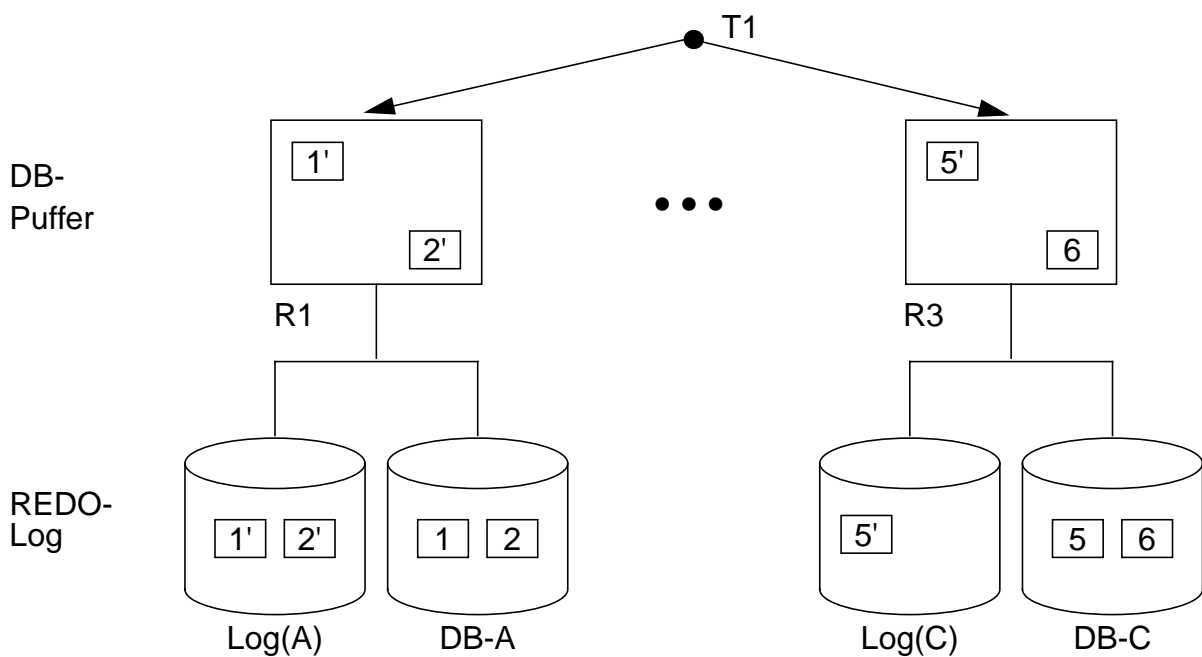 T1
DB-
Puffer
1'
2'
5'
6
R1
R3
REDO-
Log
1' 2'
1 2
5'
5 6
Log(A)
DB-A
Log(C)
DB-C